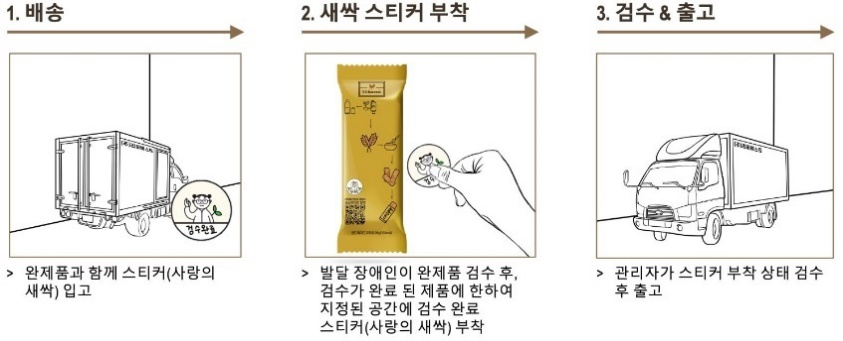 1. 배송
2. 새싹 스티커 부착
3. 검수 & 출고
검수완료
검수
> 완제품과 함께 스티커(사랑의
새싹) 입고
> 발달 장애인이 완제품 검수 후,
검수가 완료 된 제품에 한하여
지정된 공간에 검수 완료
스티커(사랑의 새싹) 부착
> 관리자가 스티커 부착 상태 검수
후 출고